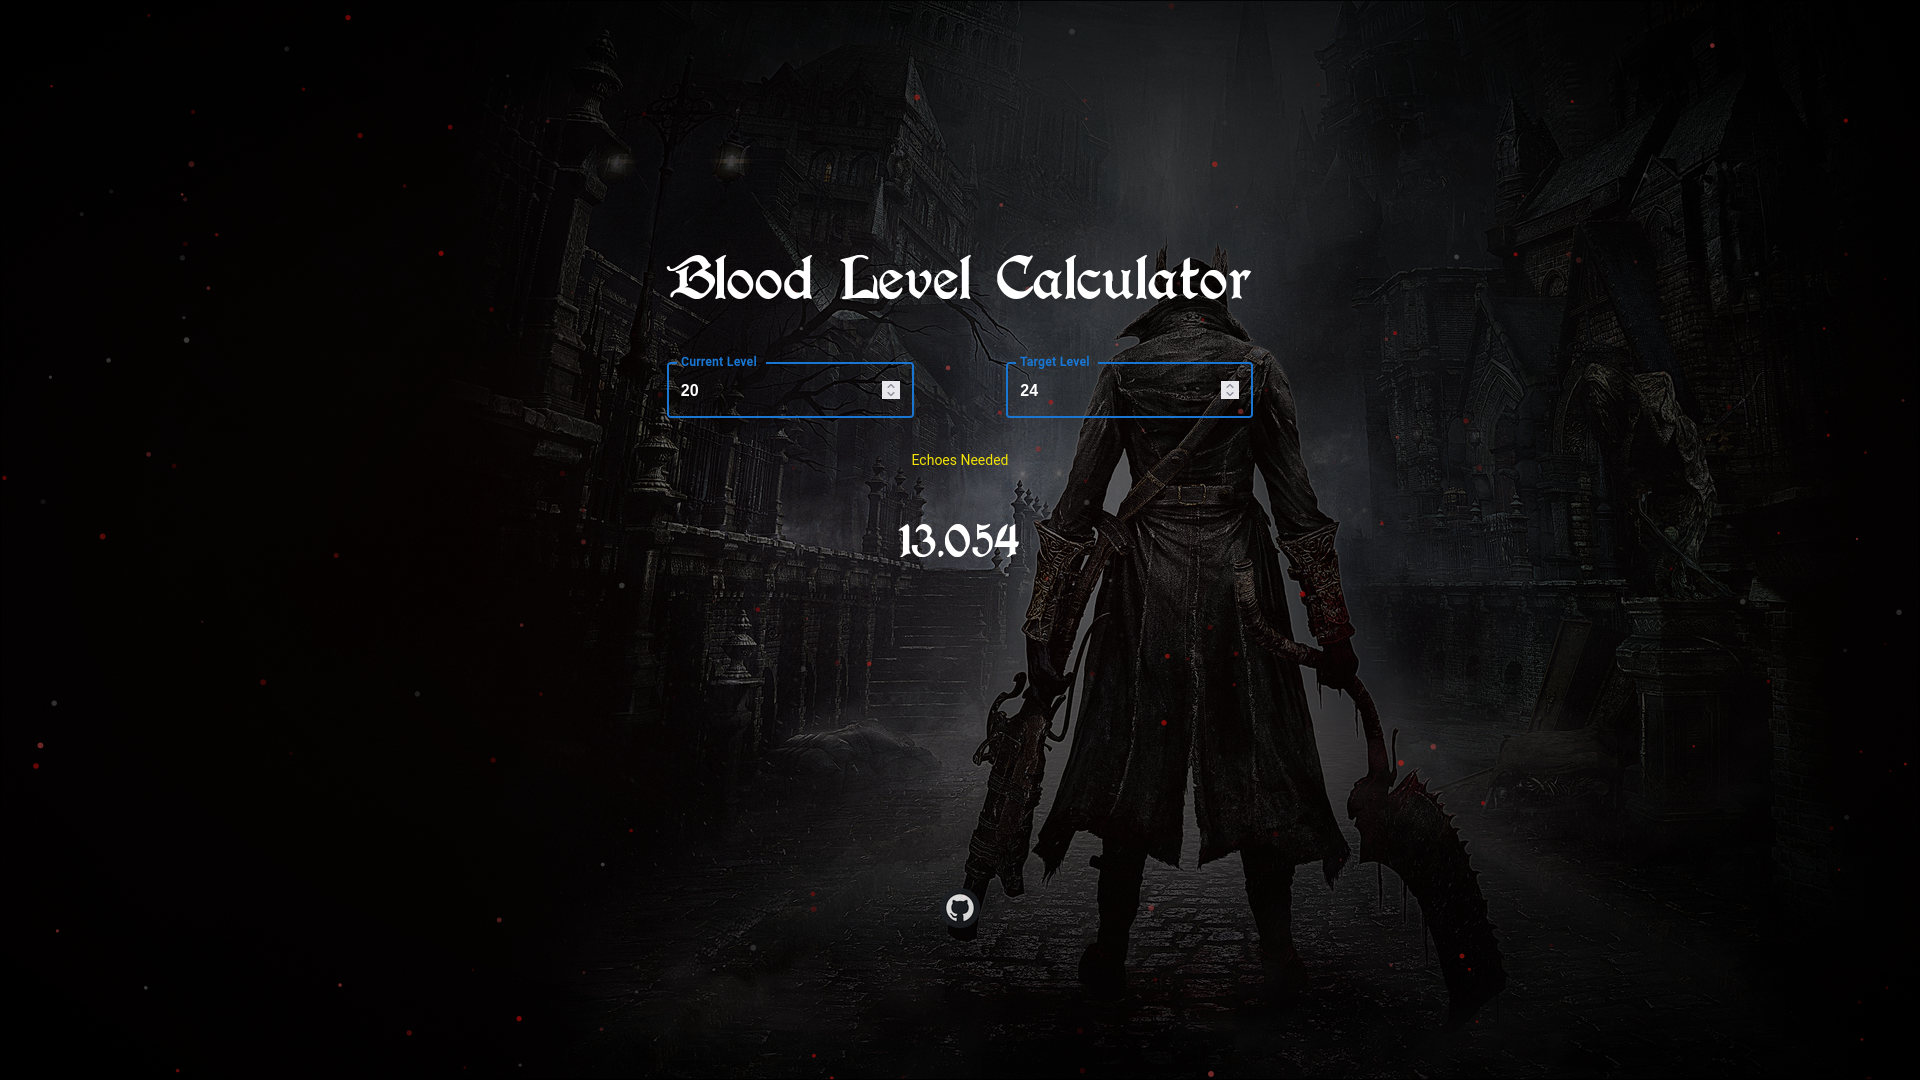 Blood Level Calculator
Current Level
20
Target Level
24
Echoes Needed
13.054